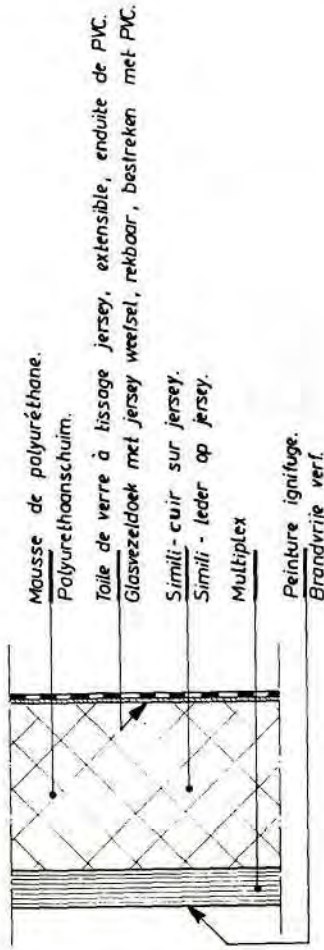 Mousse de polyuréthane.
Polyurethaanschuim.
Toile de verre à tissage jersey, extensible, enduite de PVC.
Glasvezeldoek met jersey weefsel, rekbaar, bestreken met PVC.
Simili-cuir sur jersey.
Simili-leder op jersey.
Multiplex
Peinture ignifuge.
Brandvrije verf.